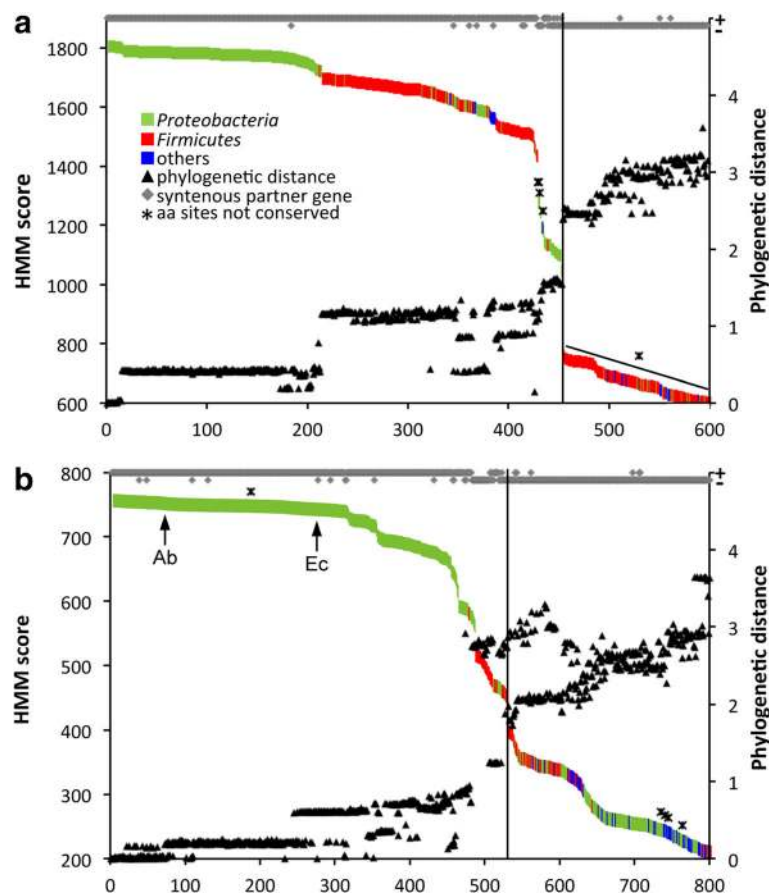 a
1800
1600
1400
1200
1000
800
600
HMM score
Proteobacteria
Firmicutes
others
phylogenetic distance
syntenous partner gene
aa sites not conserved
+
-
4
3
2
1
0
Phylogenetic distance
0 100 200 300 400 500 600
b
800
700
600
500
400
300
200
HMM score
Ab
Ec
+
-
4
3
2
1
0
Phylogenetic distance
0 100 200 300 400 500 600 700 800